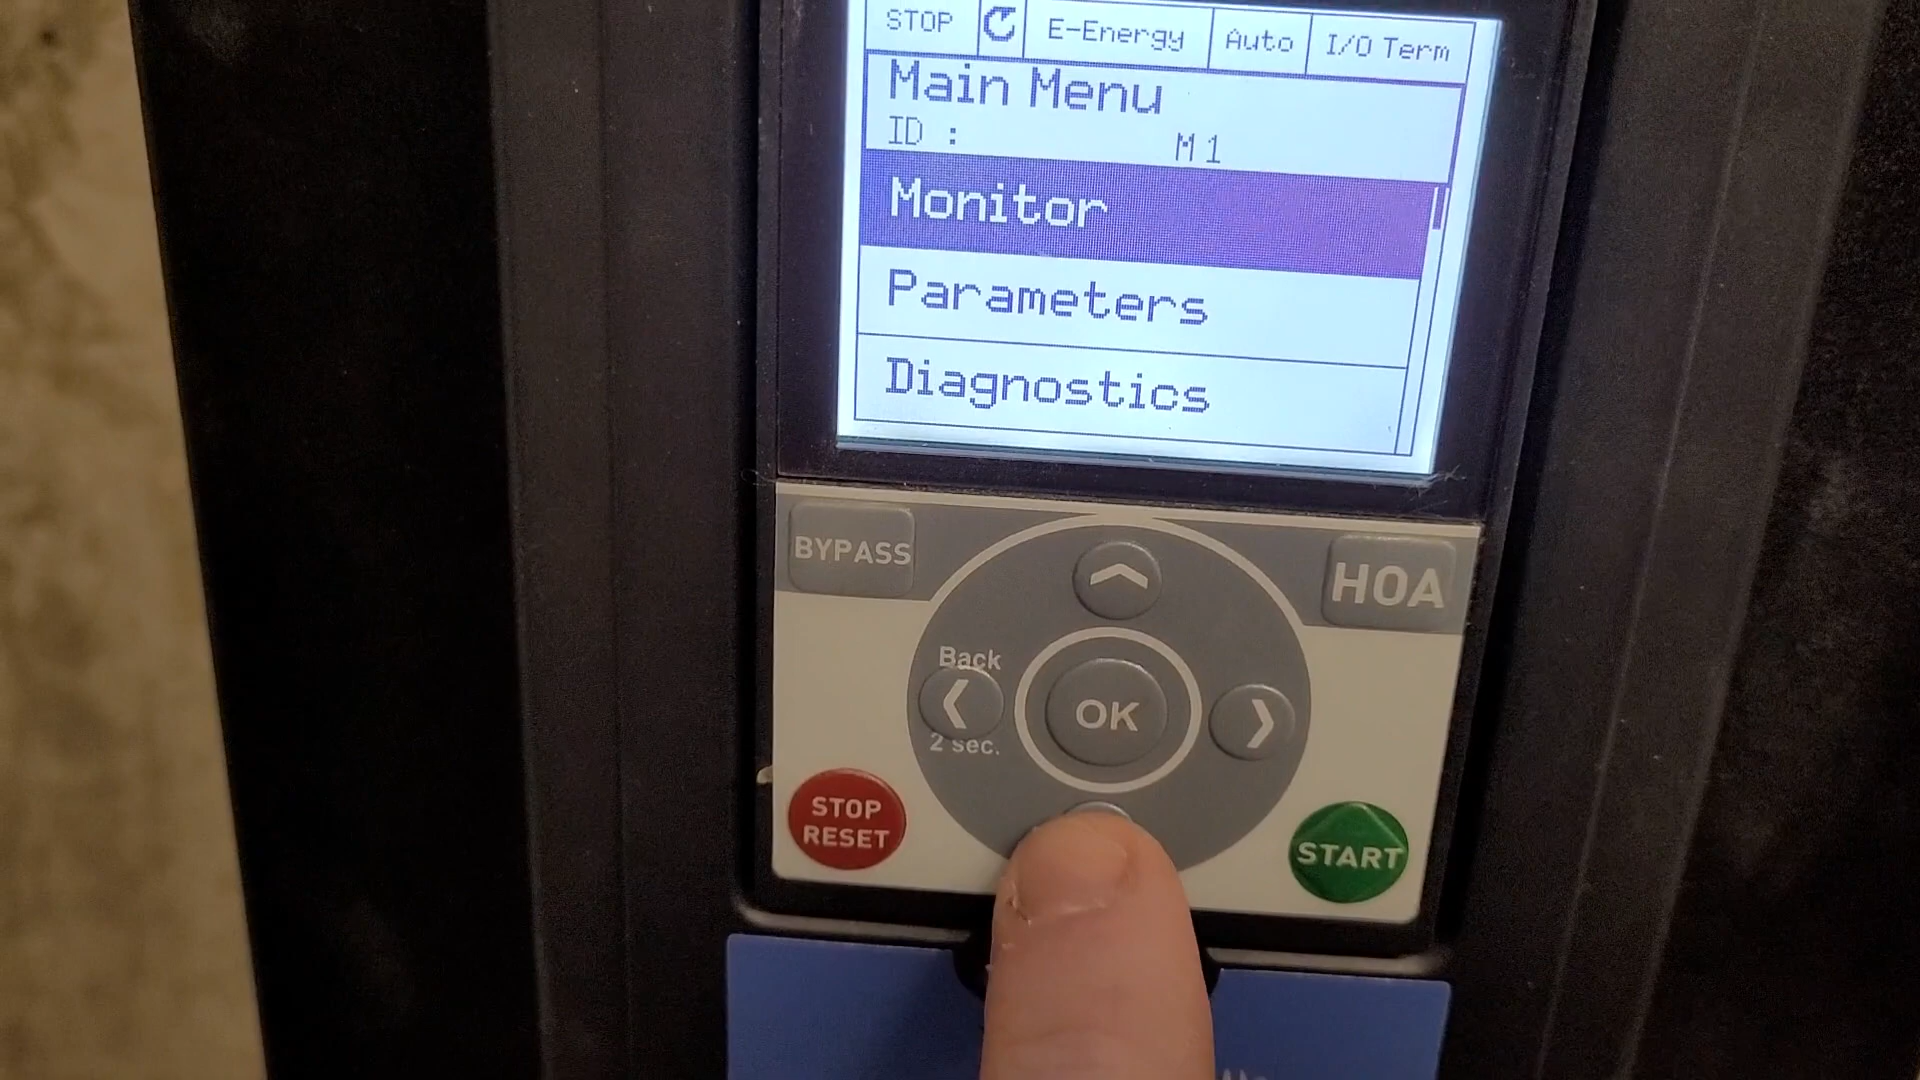 STOP E-Energy Auto I/O Term
Main Menu
ID : M1
Monitor
Parameters
Diagnostics
BYPASS
HOA
Back
OK
2 sec.
STOP
RESET
START